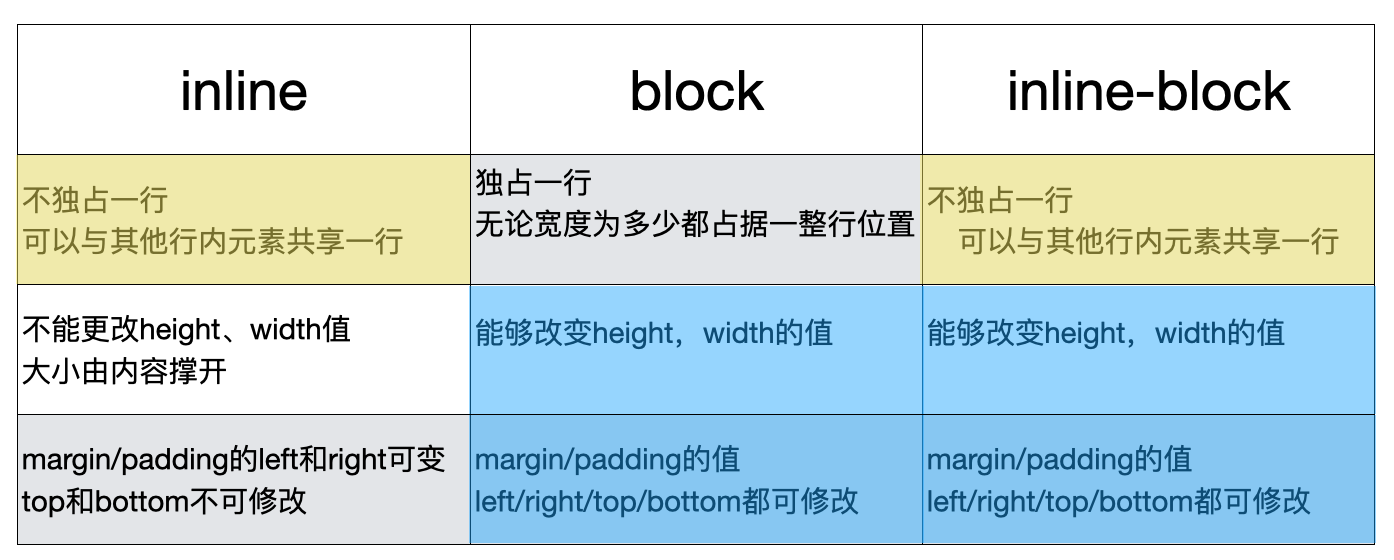 inline
block
inline-block
不独占一行
可以与其他行内元素共享一行
独占一行
无论宽度为多少都占据一整行位置
不独占一行
可以与其他行内元素共享一行
不能更改height、width值
大小由内容撑开
能够改变height，width的值
能够改变height，width的值
margin/padding的left和right可变
top和bottom不可修改
margin/padding的值
left/right/top/bottom都可修改
margin/padding的值
left/right/top/bottom都可修改